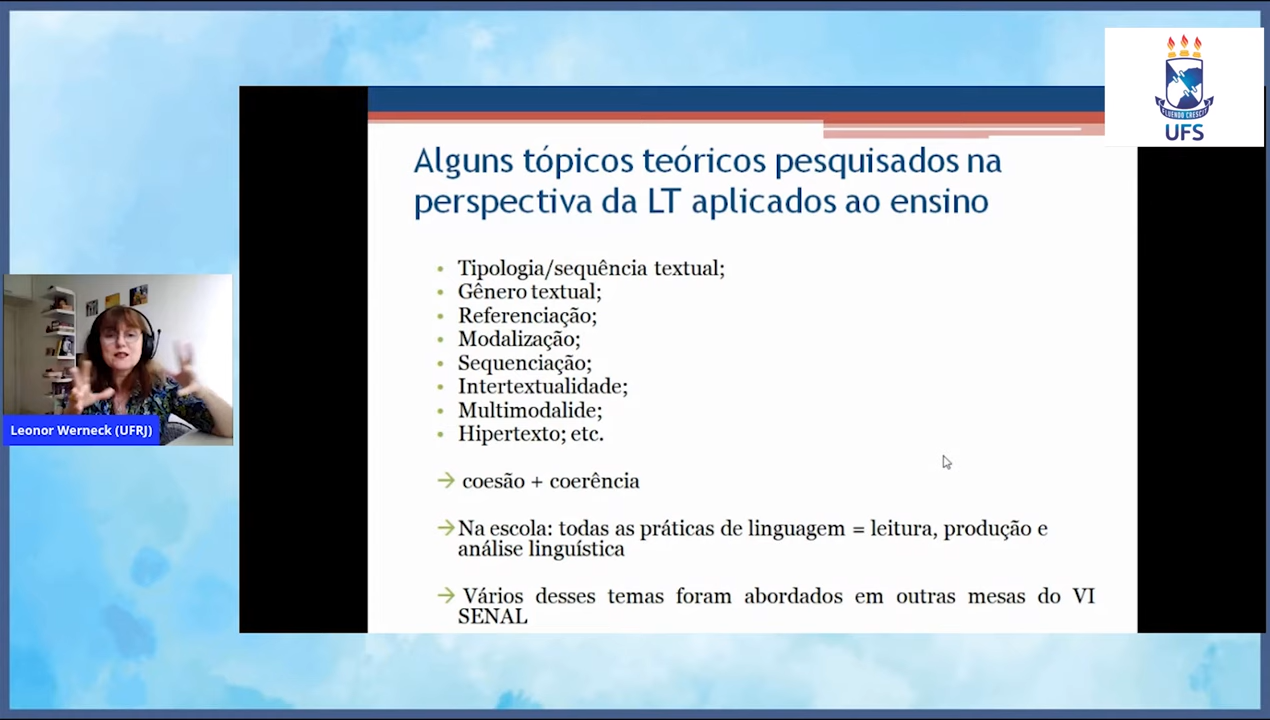 UFS
Alguns tópicos teóricos pesquisados na
perspectiva da LT aplicados ao ensino
• Tipologia/sequência textual;
• Gênero textual;
• Referenciação;
• Modalização;
• Sequenciação;
• Intertextualidade;
• Multimodalide;
• Hipertexto; etc.
→ coesão + coerência
→ Na escola: todas as práticas de linguagem = leitura, produção e
análise linguística
→ Vários desses temas foram abordados em outras mesas do VI
SENAL
Leonor Werneck (UFRJ)